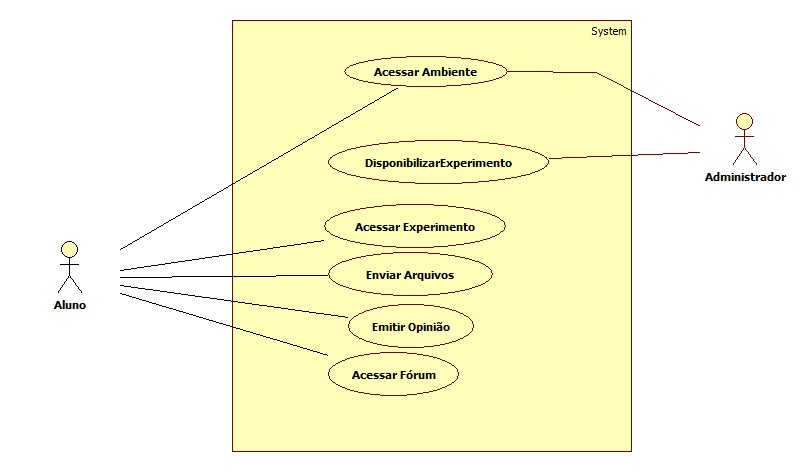 System
Acessar Ambiente
DisponibilizarExperimento
Administrador
Acessar Experimento
Enviar Arquivos
Aluno
Emitir Opinião
Acessar Fórum